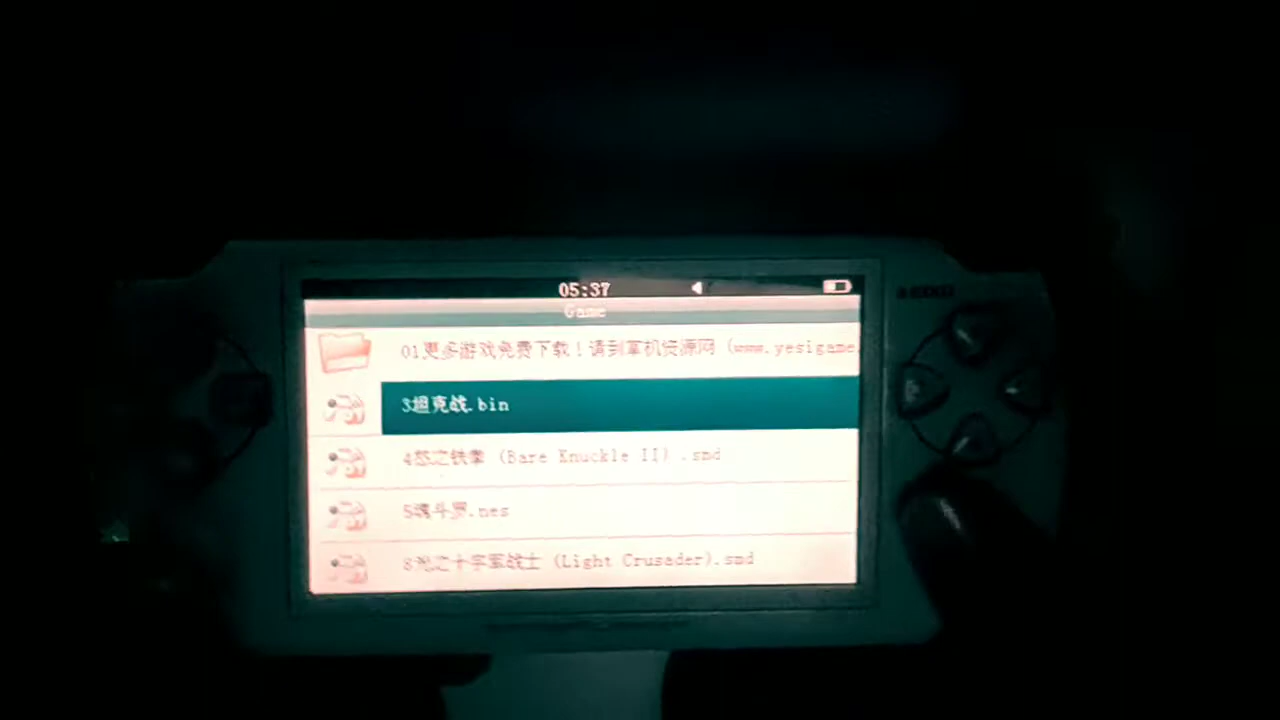 05:37
Game
01更多游戏免费下载！请到掌机资源网 (www.yesigame.
3坦克战.bin
4怒之铁拳 (Bare Knuckle II) .smd
5魂斗罗.nes
8光之十字军战士 (Light Crusader).smd